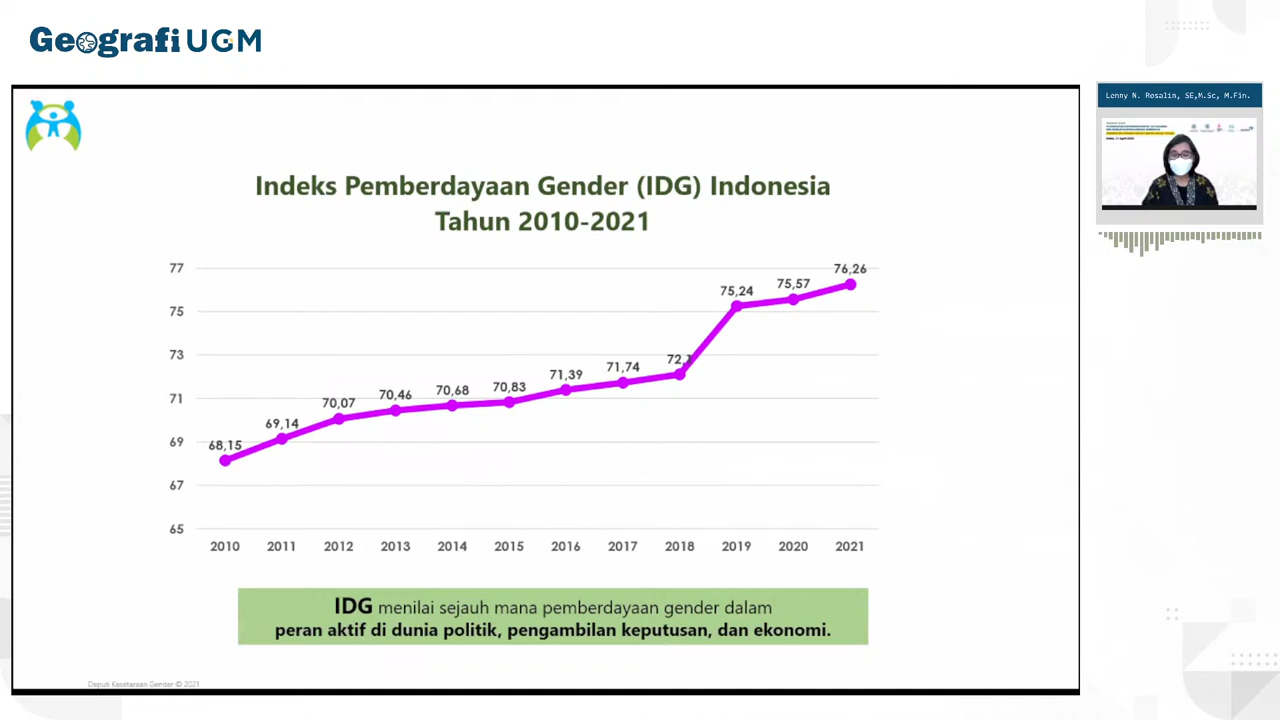 Geografi UGM
Lenny N. Rosalin, SE,M.Sc, M.Fin.
Indeks Pemberdayaan Gender (IDG) Indonesia
Tahun 2010-2021
77
75
73
71
69
67
65
68,15
69,14
70,07
70,46
70,68
70,83
71,39
71,74
72,1
75,24
75,57
76,26
2010 2011 2012 2013 2014 2015 2016 2017 2018 2019 2020 2021
IDG menilai sejauh mana pemberdayaan gender dalam
peran aktif di dunia politik, pengambilan keputusan, dan ekonomi.
Deputi Kesetaraan Gender © 2021